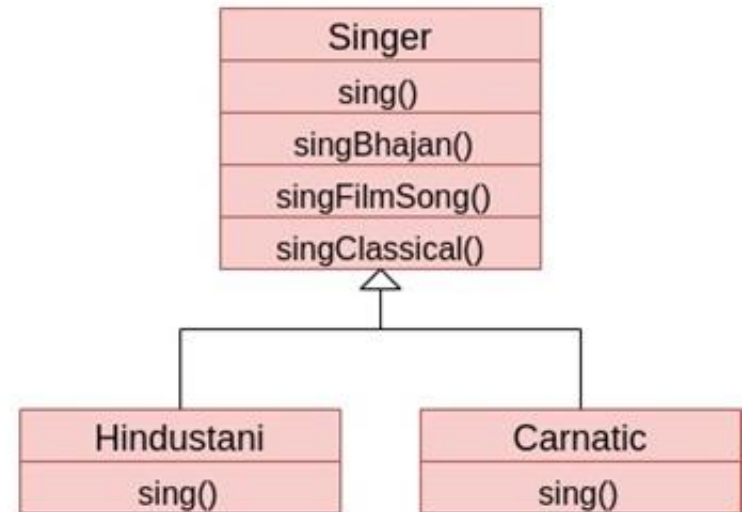 Singer
sing()
singBhajan()
singFilmSong()
singClassical()
Hindustani
sing()
Carnatic
sing()